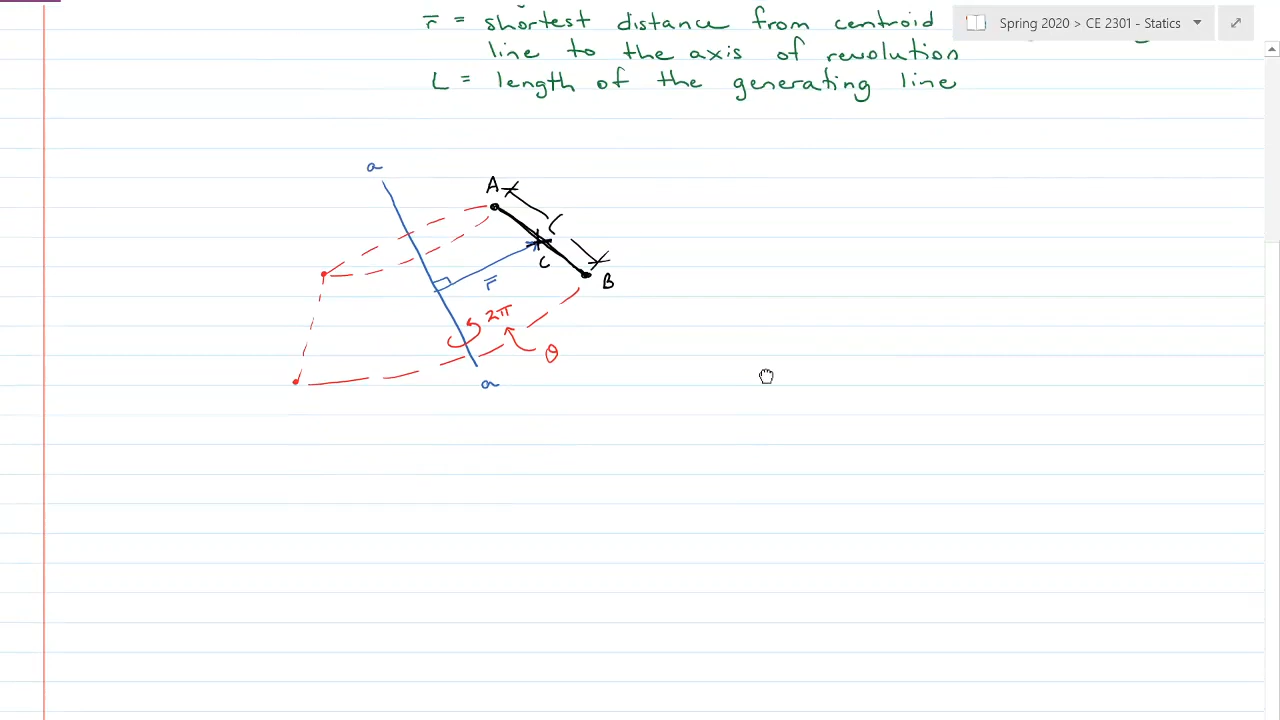 r̄ = shortest distance from centroid
line to the axis of revolution
L = length of the generating line
Spring 2020 > CE 2301 - Statics
a
A
L
C
B
r̄
2π
θ
a